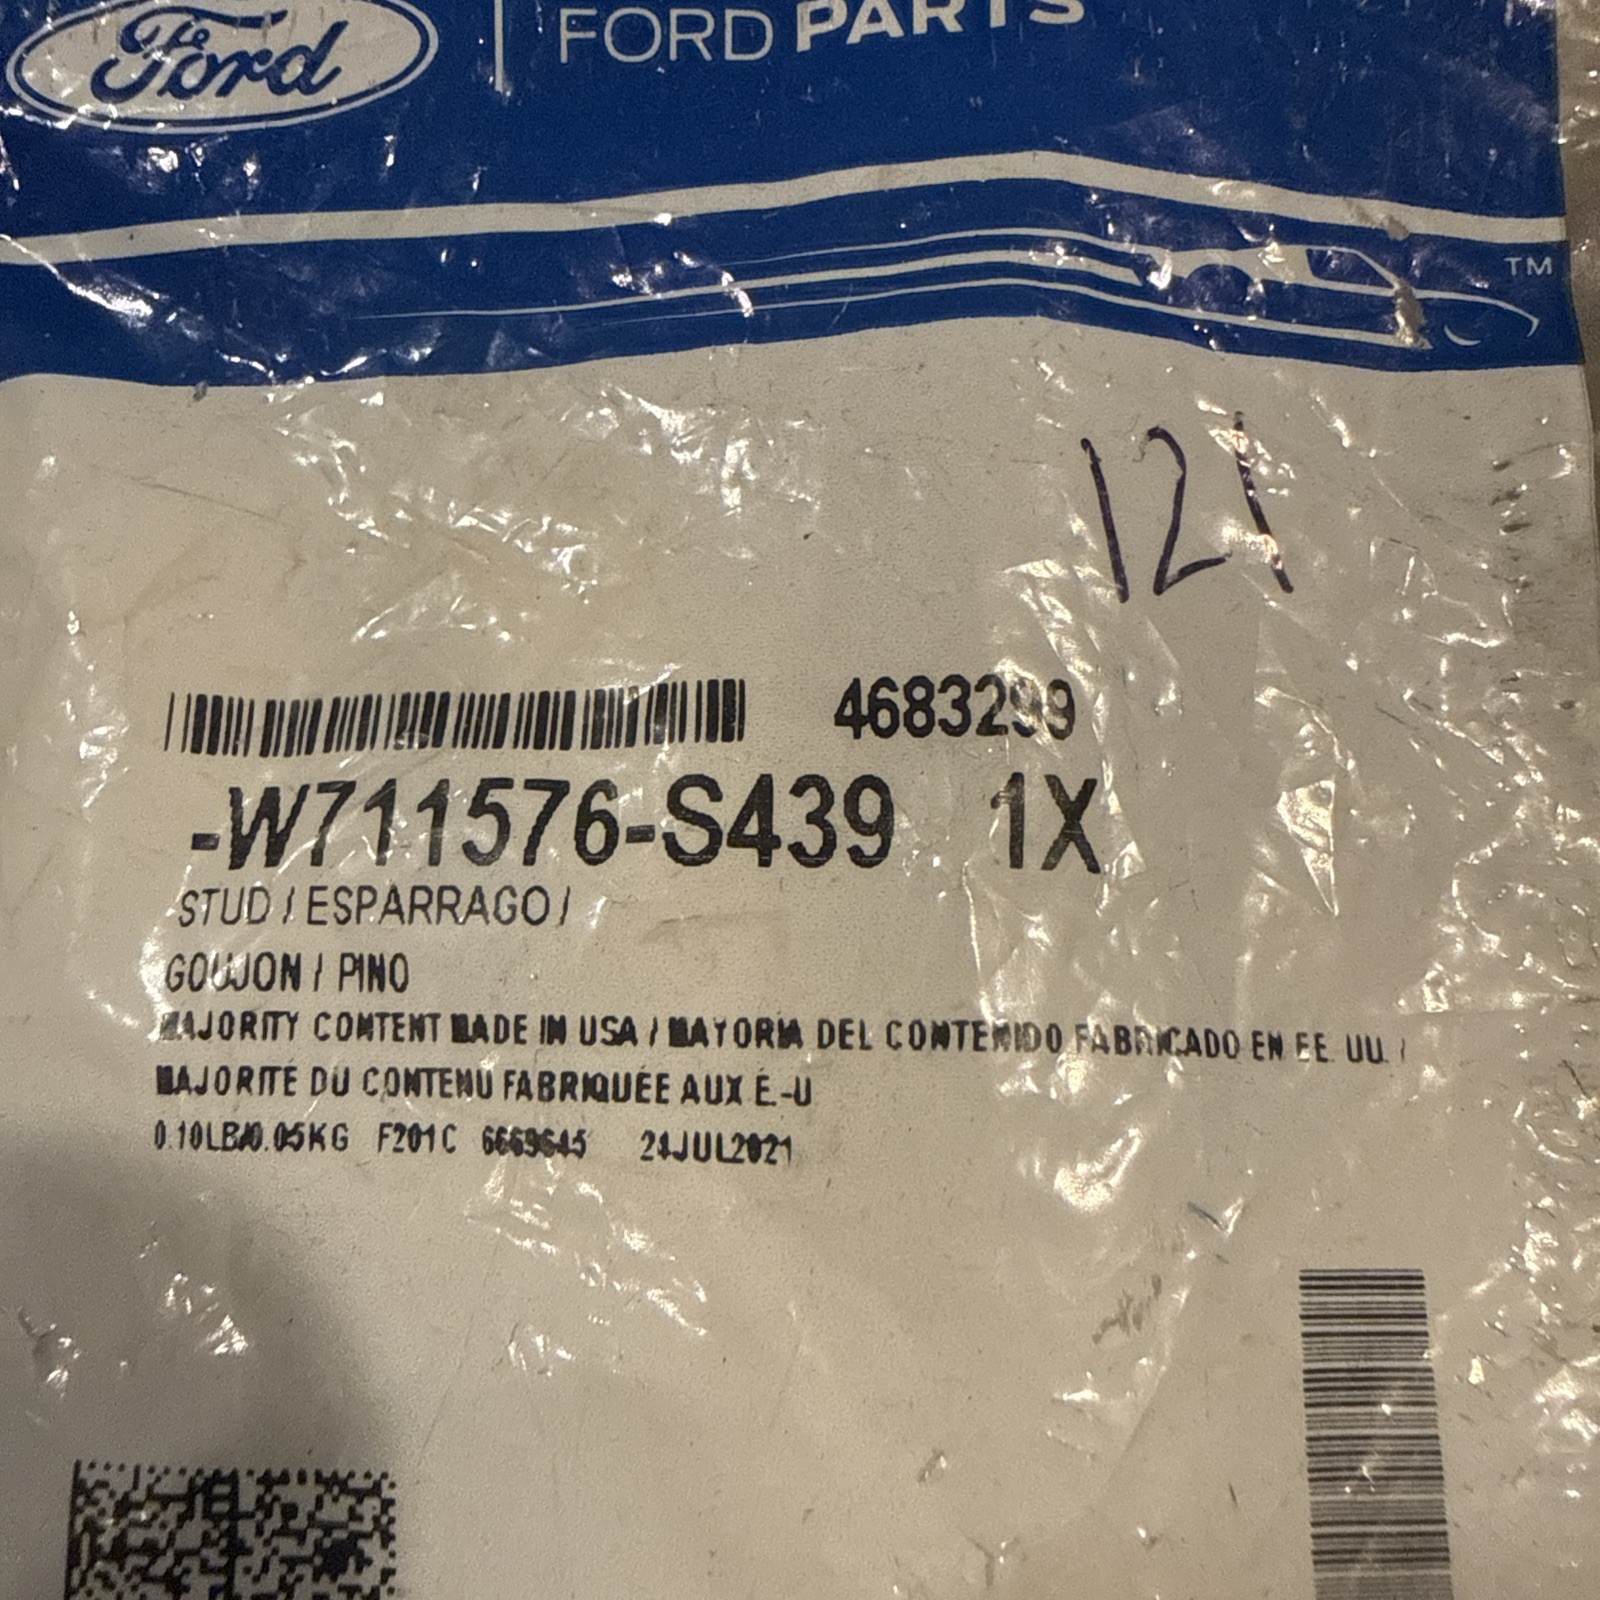 Ford FORD PARTS
TM
121
4683299
-W711576-S439 1X
STUD / ESPARRAGO /
GOUJON / PINO
MAJORITY CONTENT MADE IN USA / MAYORIA DEL CONTENIDO FABRICADO EN EE. UU. /
MAJORITÉ DU CONTENU FABRIQUÉE AUX É.-U
0.10LB/0.05KG F201C 24JUL2021